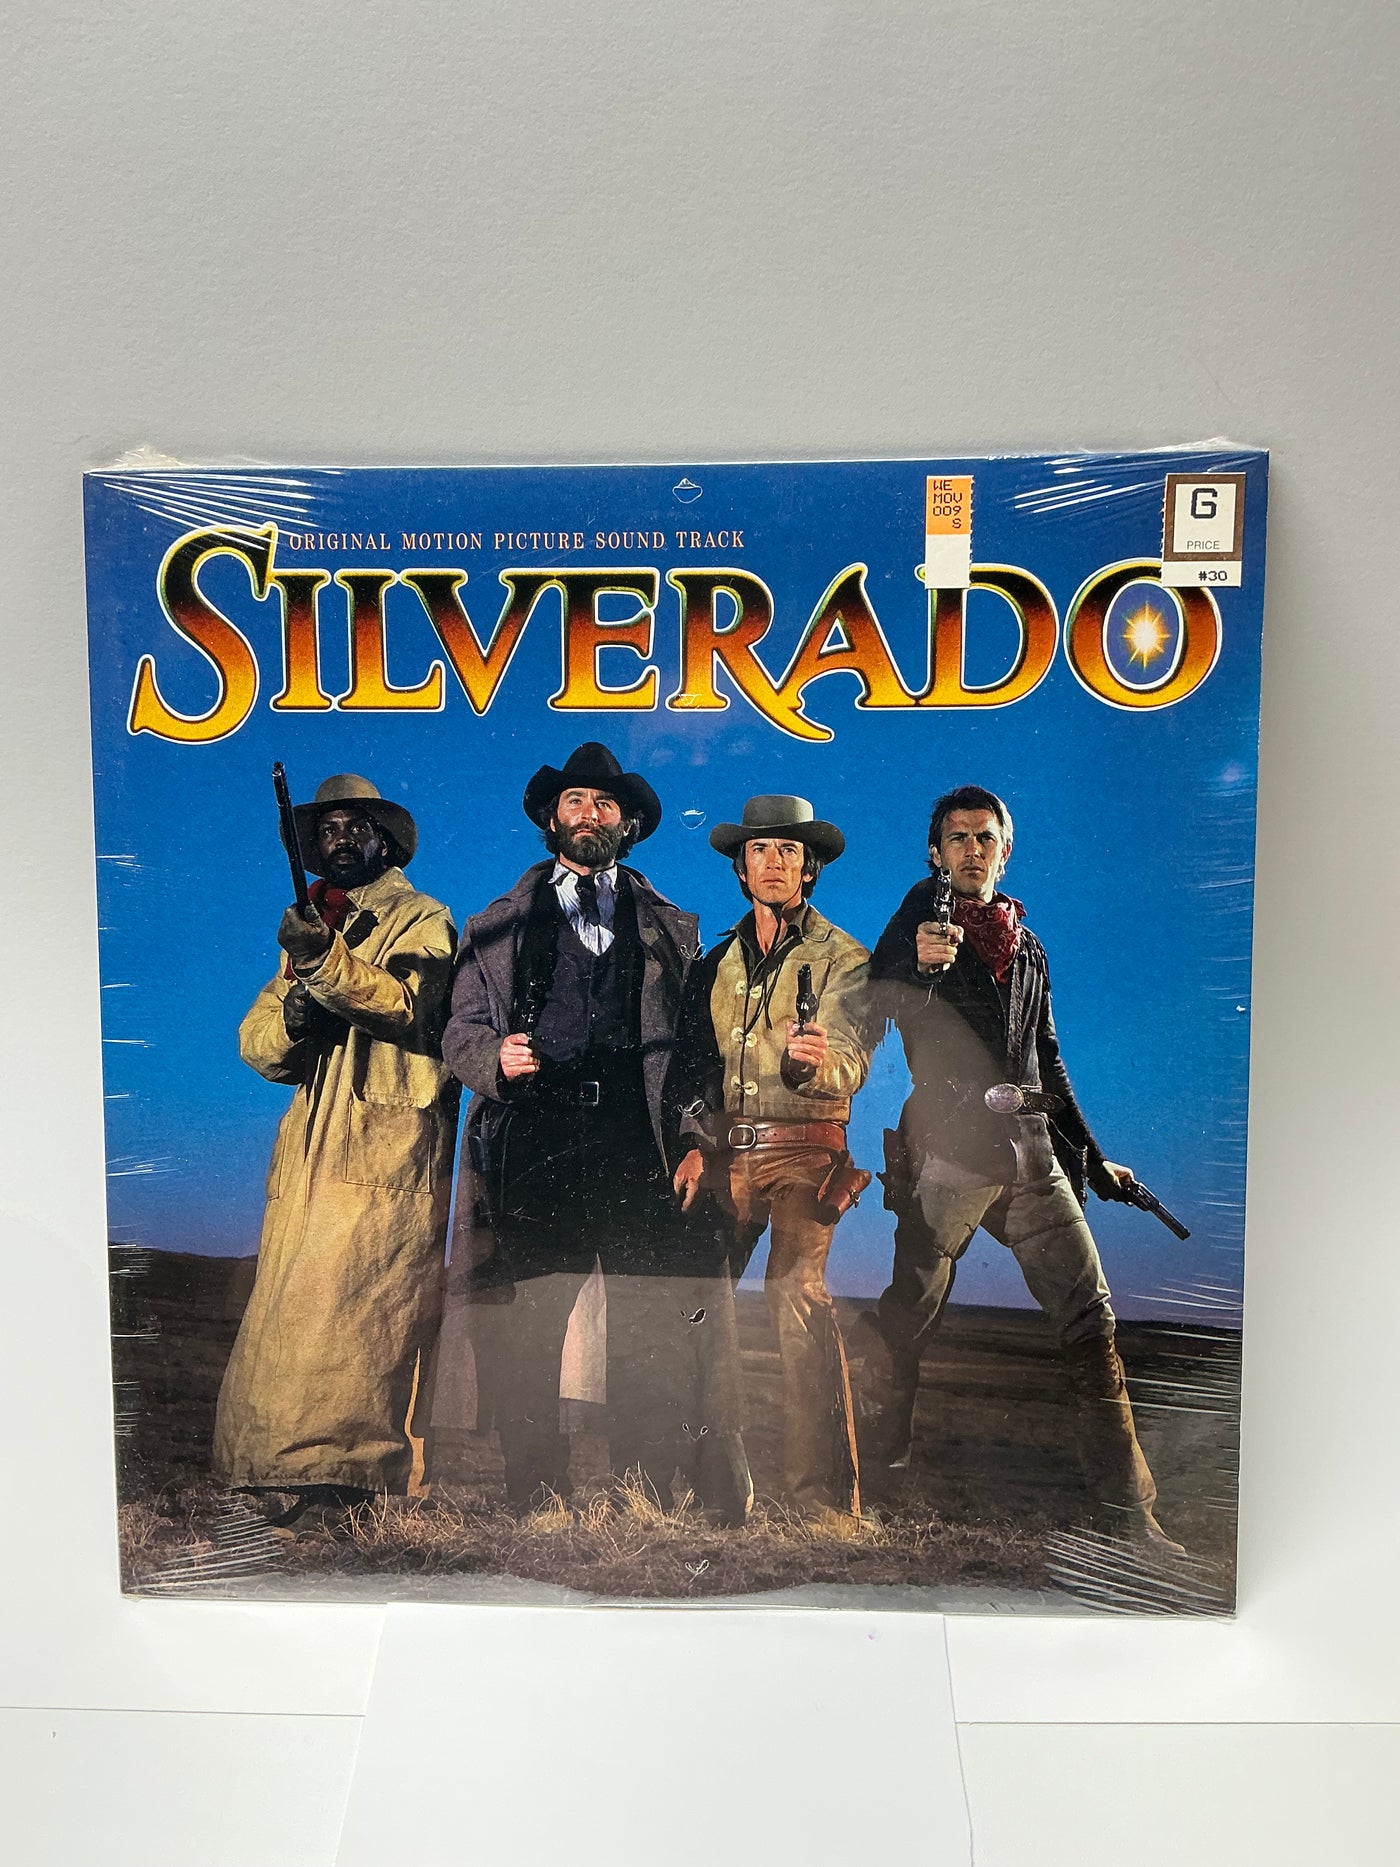 ORIGINAL MOTION PICTURE SOUND TRACK
SILVERADO
WE
MOV
009
S
G
PRICE
#30